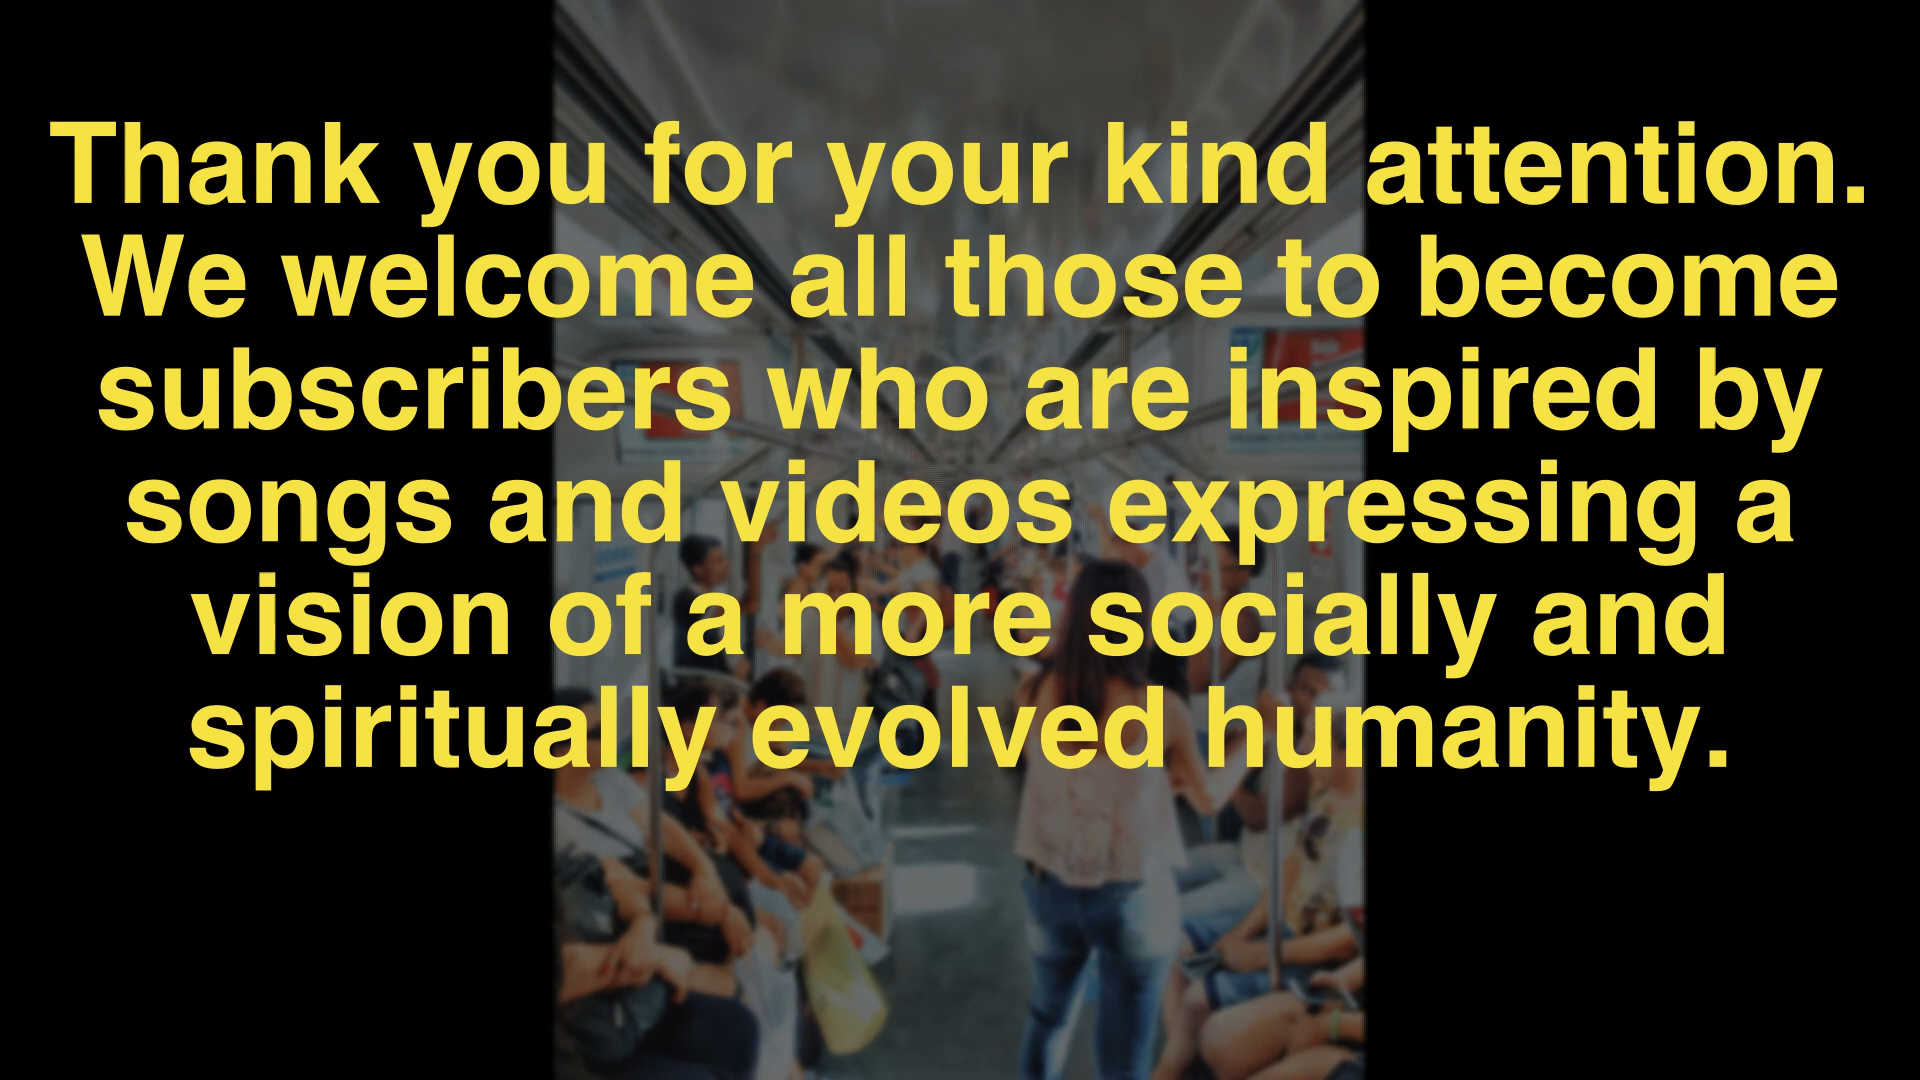 Thank you for your kind attention.
We welcome all those to become
subscribers who are inspired by
songs and videos expressing a
vision of a more socially and
spiritually evolved humanity.